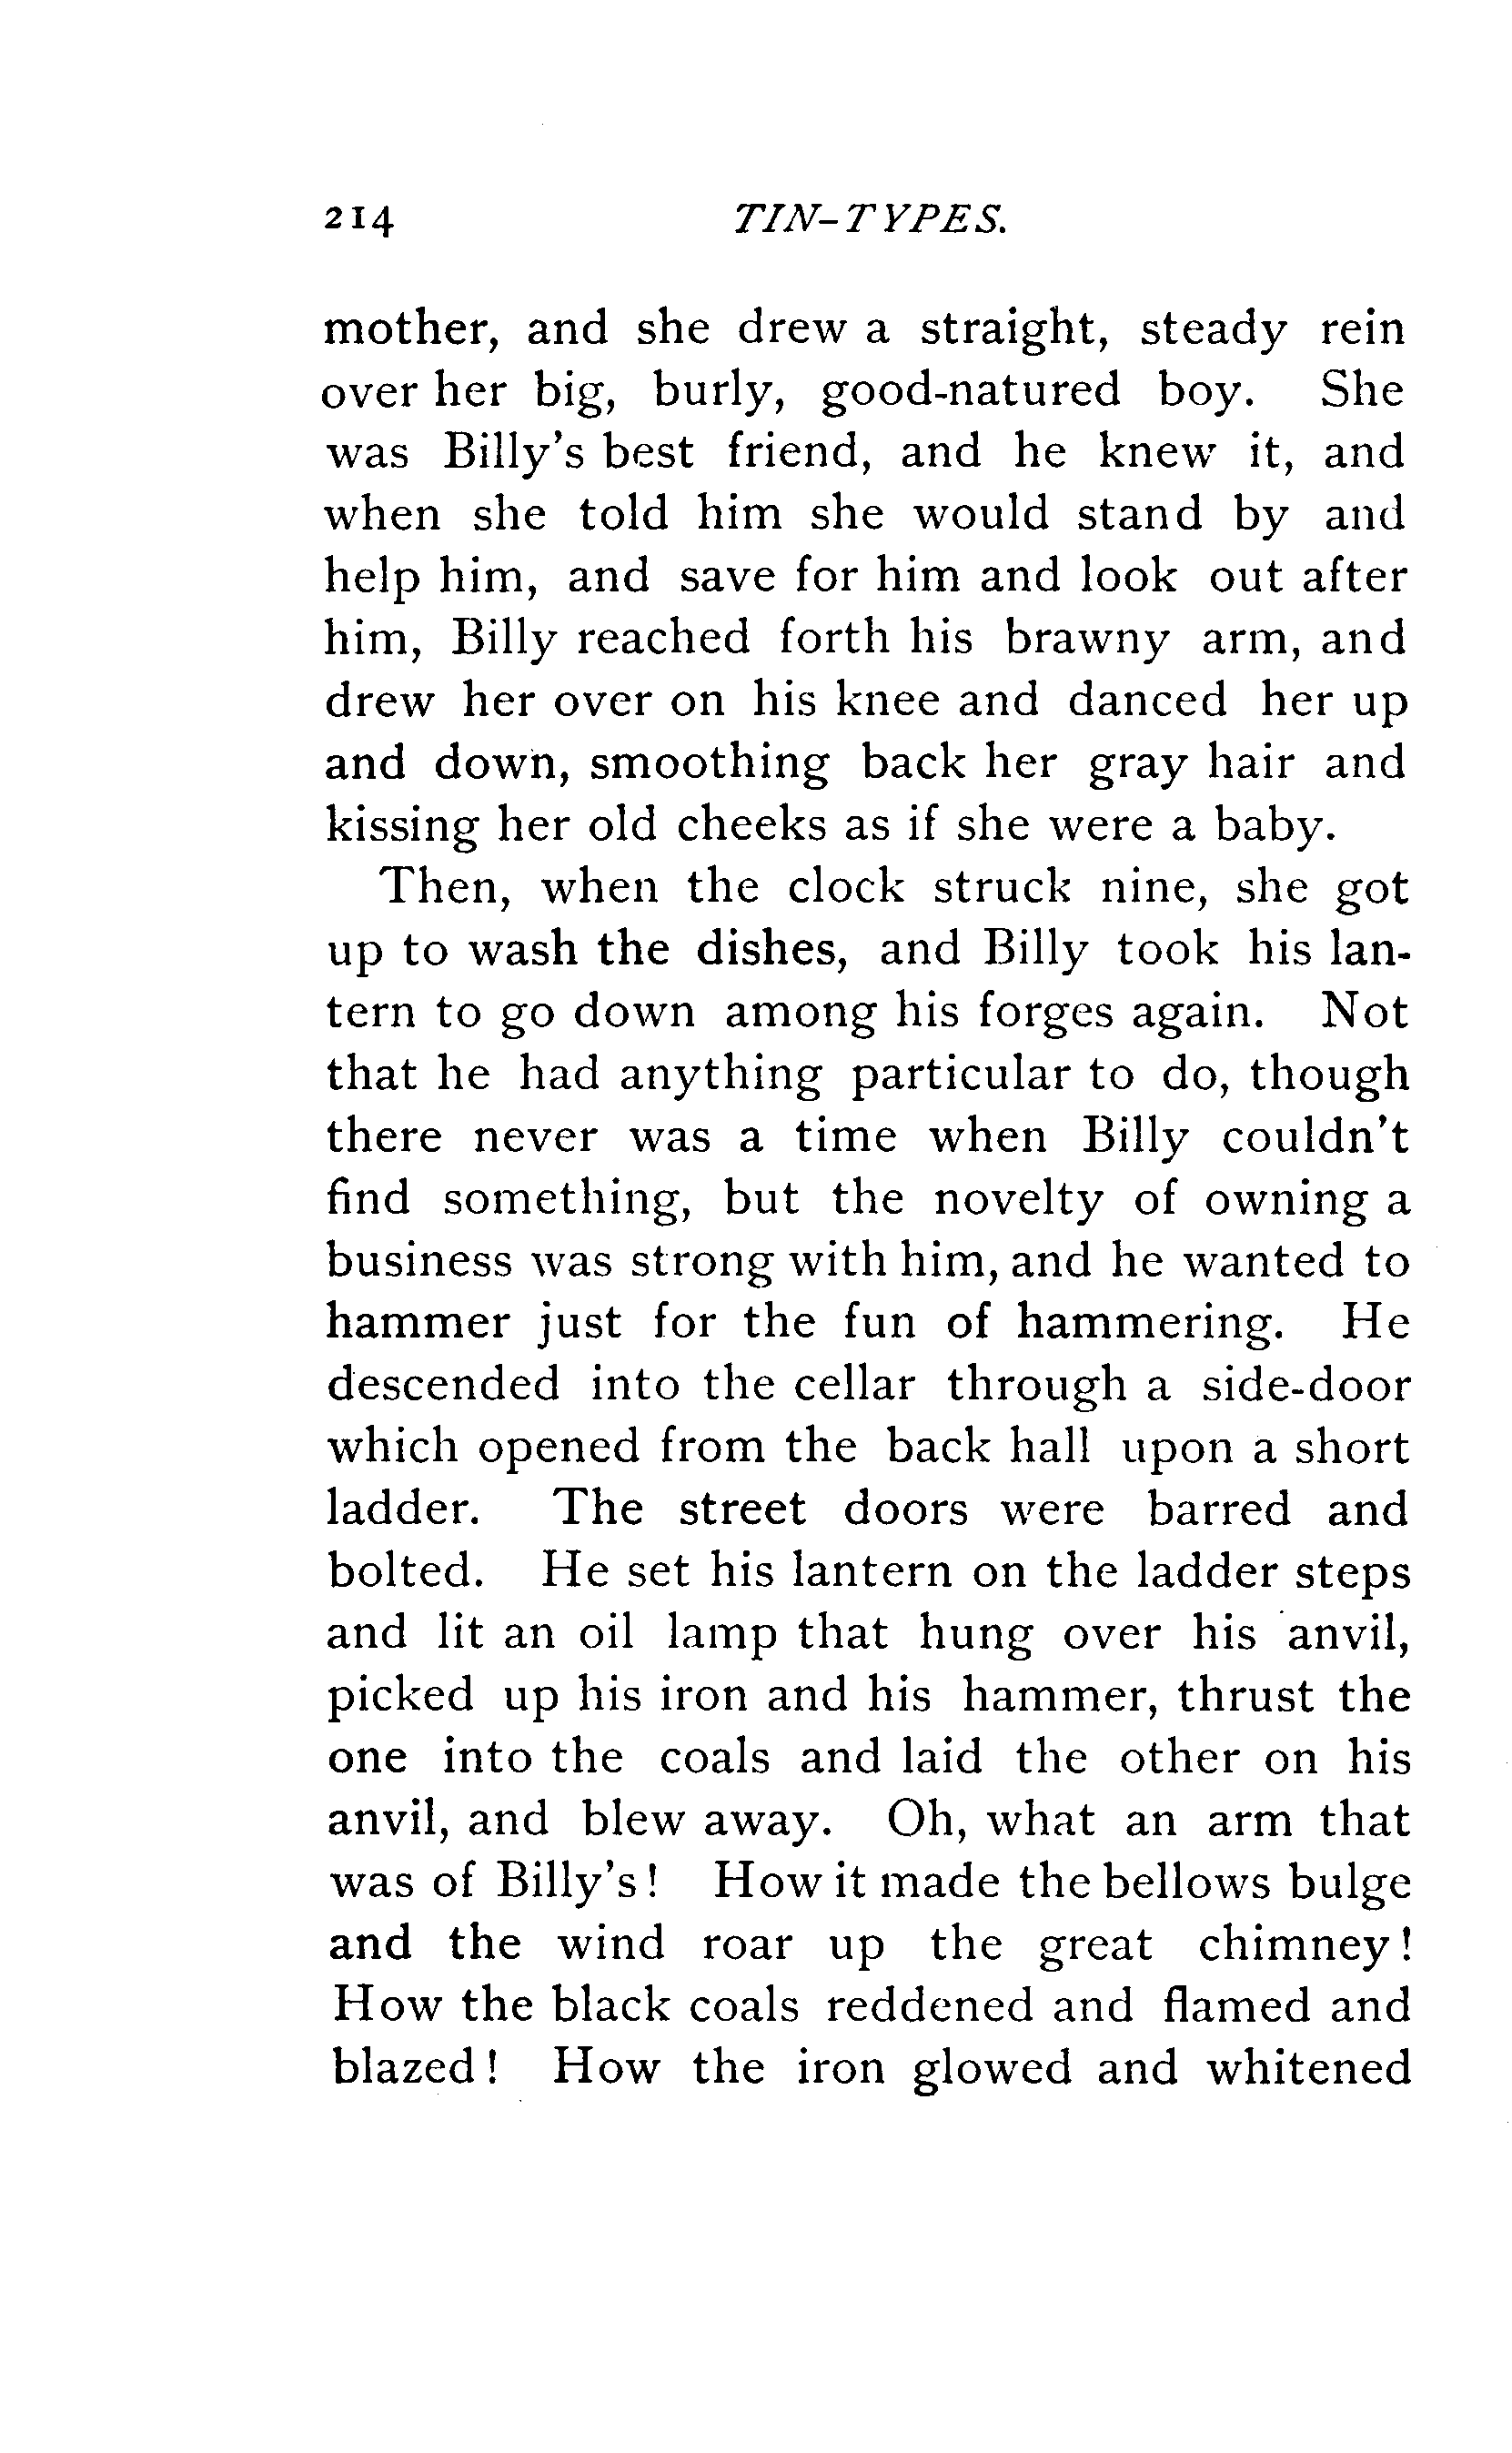 214 TIN-TYPES.
mother, and she drew a straight, steady rein
over her big, burly, good-natured boy. She
was Billy's best friend, and he knew it, and
when she told him she would stand by and
help him, and save for him and look out after
him, Billy reached forth his brawny arm, and
drew her over on his knee and danced her up
and down, smoothing back her gray hair and
kissing her old cheeks as if she were a baby.
Then, when the clock struck nine, she got
up to wash the dishes, and Billy took his lan-
tern to go down among his forges again. Not
that he had anything particular to do, though
there never was a time when Billy couldn't
find something, but the novelty of owning a
business was strong with him, and he wanted to
hammer just for the fun of hammering. He
descended into the cellar through a side-door
which opened from the back hall upon a short
ladder. The street doors were barred and
bolted. He set his lantern on the ladder steps
and lit an oil lamp that hung over his anvil,
picked up his iron and his hammer, thrust the
one into the coals and laid the other on his
anvil, and blew away. Oh, what an arm that
was of Billy's! How it made the bellows bulge
and the wind roar up the great chimney!
How the black coals reddened and flamed and
blazed! How the iron glowed and whitened